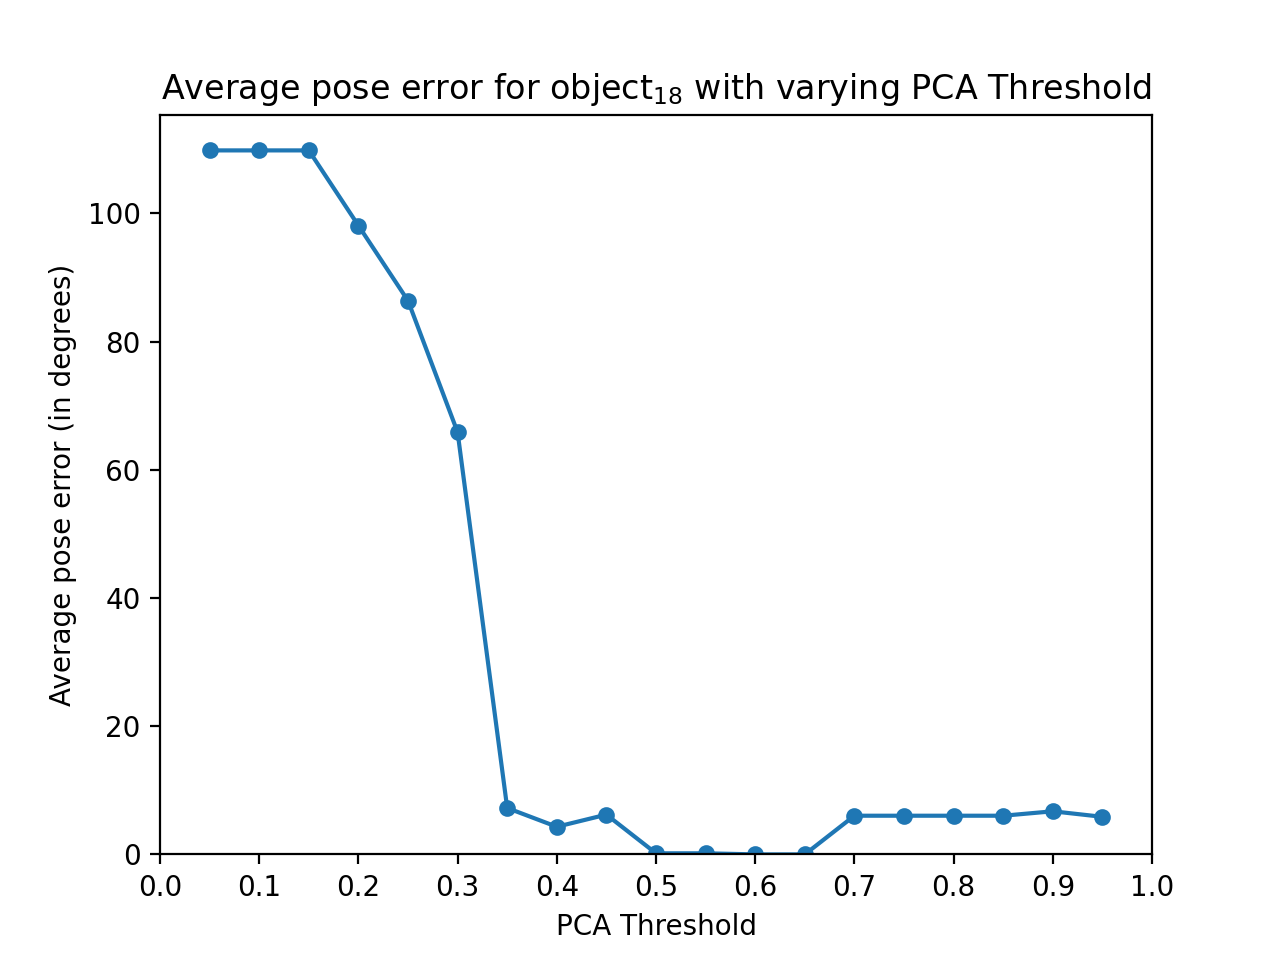 Average pose error for object₁₈ with varying PCA Threshold
Average pose error (in degrees)
100
80
60
40
20
0
0.0 0.1 0.2 0.3 0.4 0.5 0.6 0.7 0.8 0.9 1.0
PCA Threshold